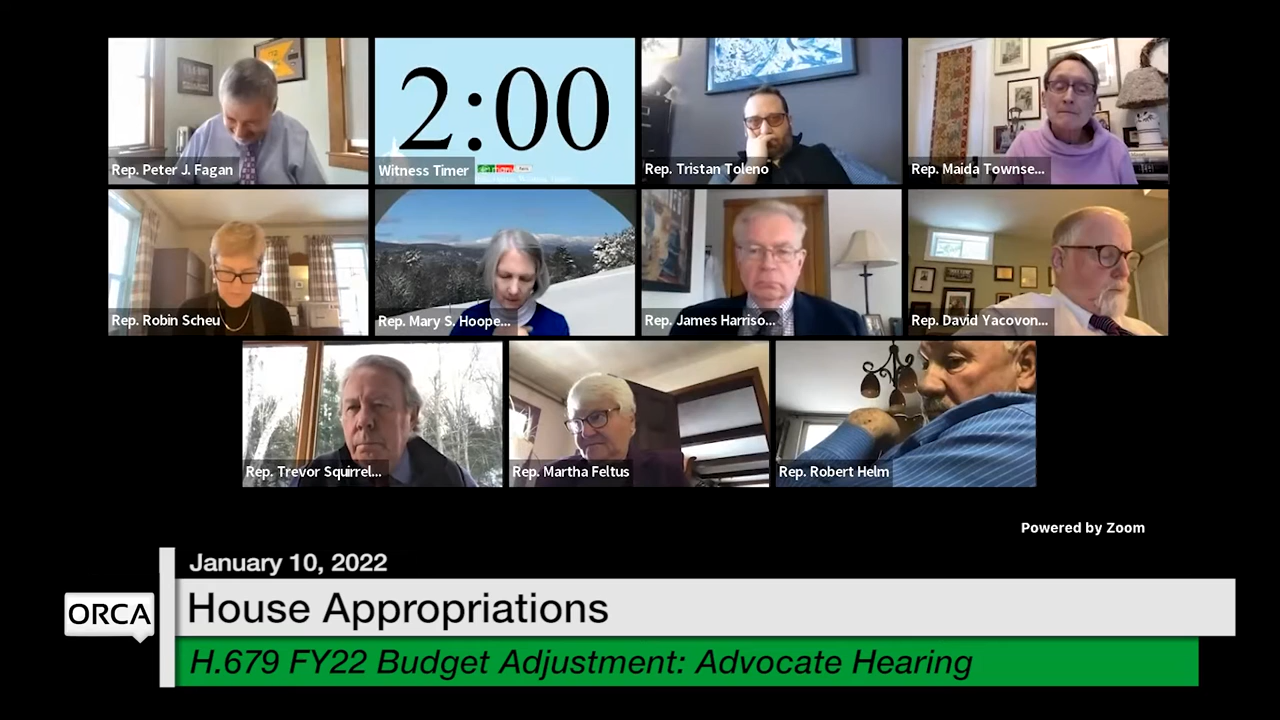 2:00
Rep. Peter J. Fagan
Witness Timer
Rep. Tristan Toleno
Rep. Maida Townse...
Rep. Robin Scheu
Rep. Mary S. Hoope...
Rep. James Harriso...
Rep. David Yacovon...
Rep. Trevor Squirrel...
Rep. Martha Feltus
Rep. Robert Helm
Powered by Zoom
January 10, 2022
ORCA
House Appropriations
H.679 FY22 Budget Adjustment: Advocate Hearing